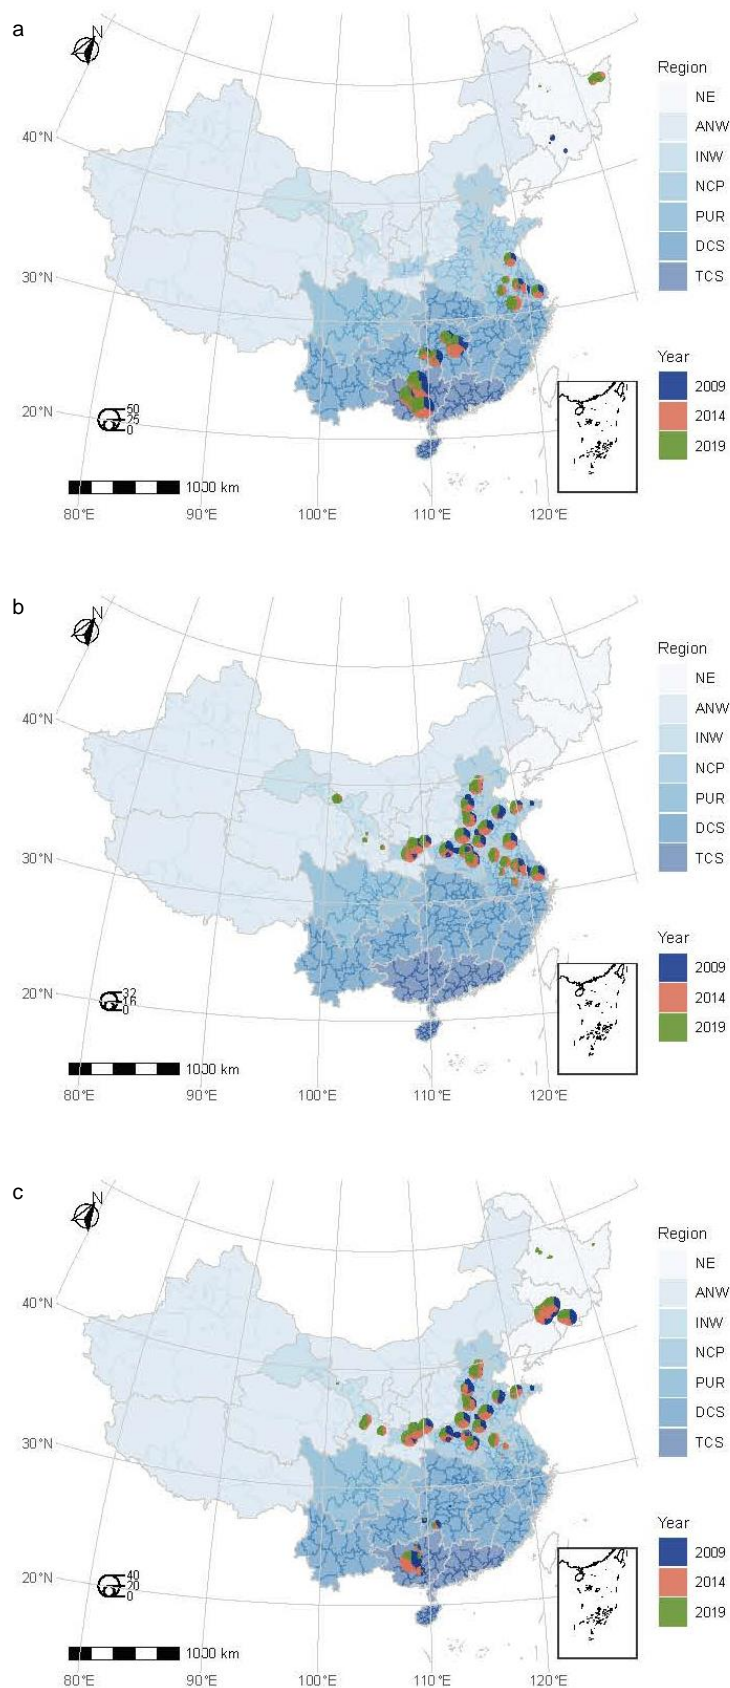 a
N
Region
NE
ANW
INW
NCP
PUR
DCS
TCS
Year
2009
2014
2019
40°N
30°N
20°N
50
25
0
1000 km
80°E
90°E
100°E
110°E
120°E
b
N
Region
NE
ANW
INW
NCP
PUR
DCS
TCS
Year
2009
2014
2019
40°N
30°N
20°N
32
16
0
1000 km
80°E
90°E
100°E
110°E
120°E
c
N
Region
NE
ANW
INW
NCP
PUR
DCS
TCS
Year
2009
2014
2019
40°N
30°N
20°N
40
20
0
1000 km
80°E
90°E
100°E
110°E
120°E